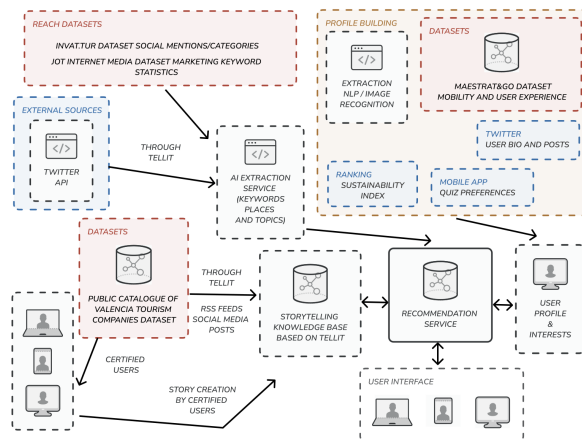 REACH DATASETS
INVAT.TUR DATASET SOCIAL MENTIONS/CATEGORIES
JOT INTERNET MEDIA DATASET MARKETING KEYWORD
STATISTICS
PROFILE BUILDING
EXTRACTION
NLP / IMAGE
RECOGNITION
DATASETS
MAESTRAT&GO DATASET
MOBILITY AND USER EXPERIENCE
TWITTER
USER BIO AND POSTS
RANKING
SUSTAINABILITY
INDEX
MOBILE APP
QUIZ PREFERENCES
EXTERNAL SOURCES
TWITTER
API
THROUGH
TELLIT
AI EXTRACTION
SERVICE
(KEYWORDS
PLACES
AND TOPICS)
DATASETS
PUBLIC CATALOGUE OF
VALENCIA TOURISM
COMPANIES DATASET
THROUGH
TELLIT
RSS FEEDS
SOCIAL MEDIA
POSTS
STORYTELLING
KNOWLEDGE BASE
BASED ON TELLIT
RECOMMENDATION
SERVICE
USER
PROFILE
&
INTERESTS
CERTIFIED
USERS
STORY CREATION
BY CERTIFIED
USERS
USER INTERFACE